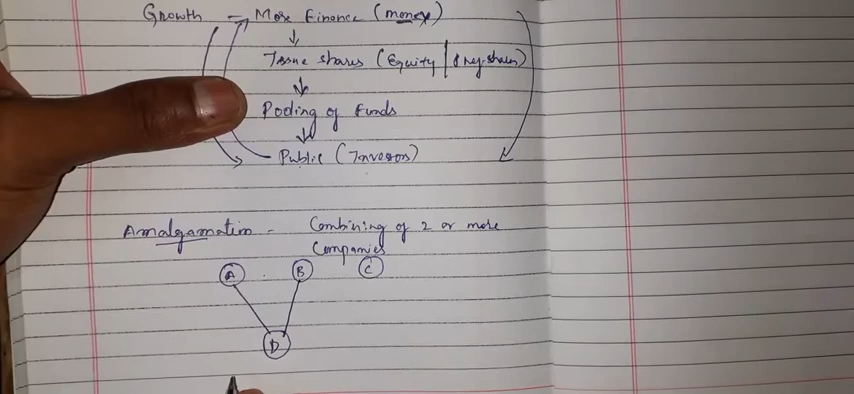 Growth - More Finance (money)
Issue shares (Equity | Pref. shares)
Pooling of Funds
Public (Investors)
Amalgamation - Combining of 2 or more
Companies
A B C
D